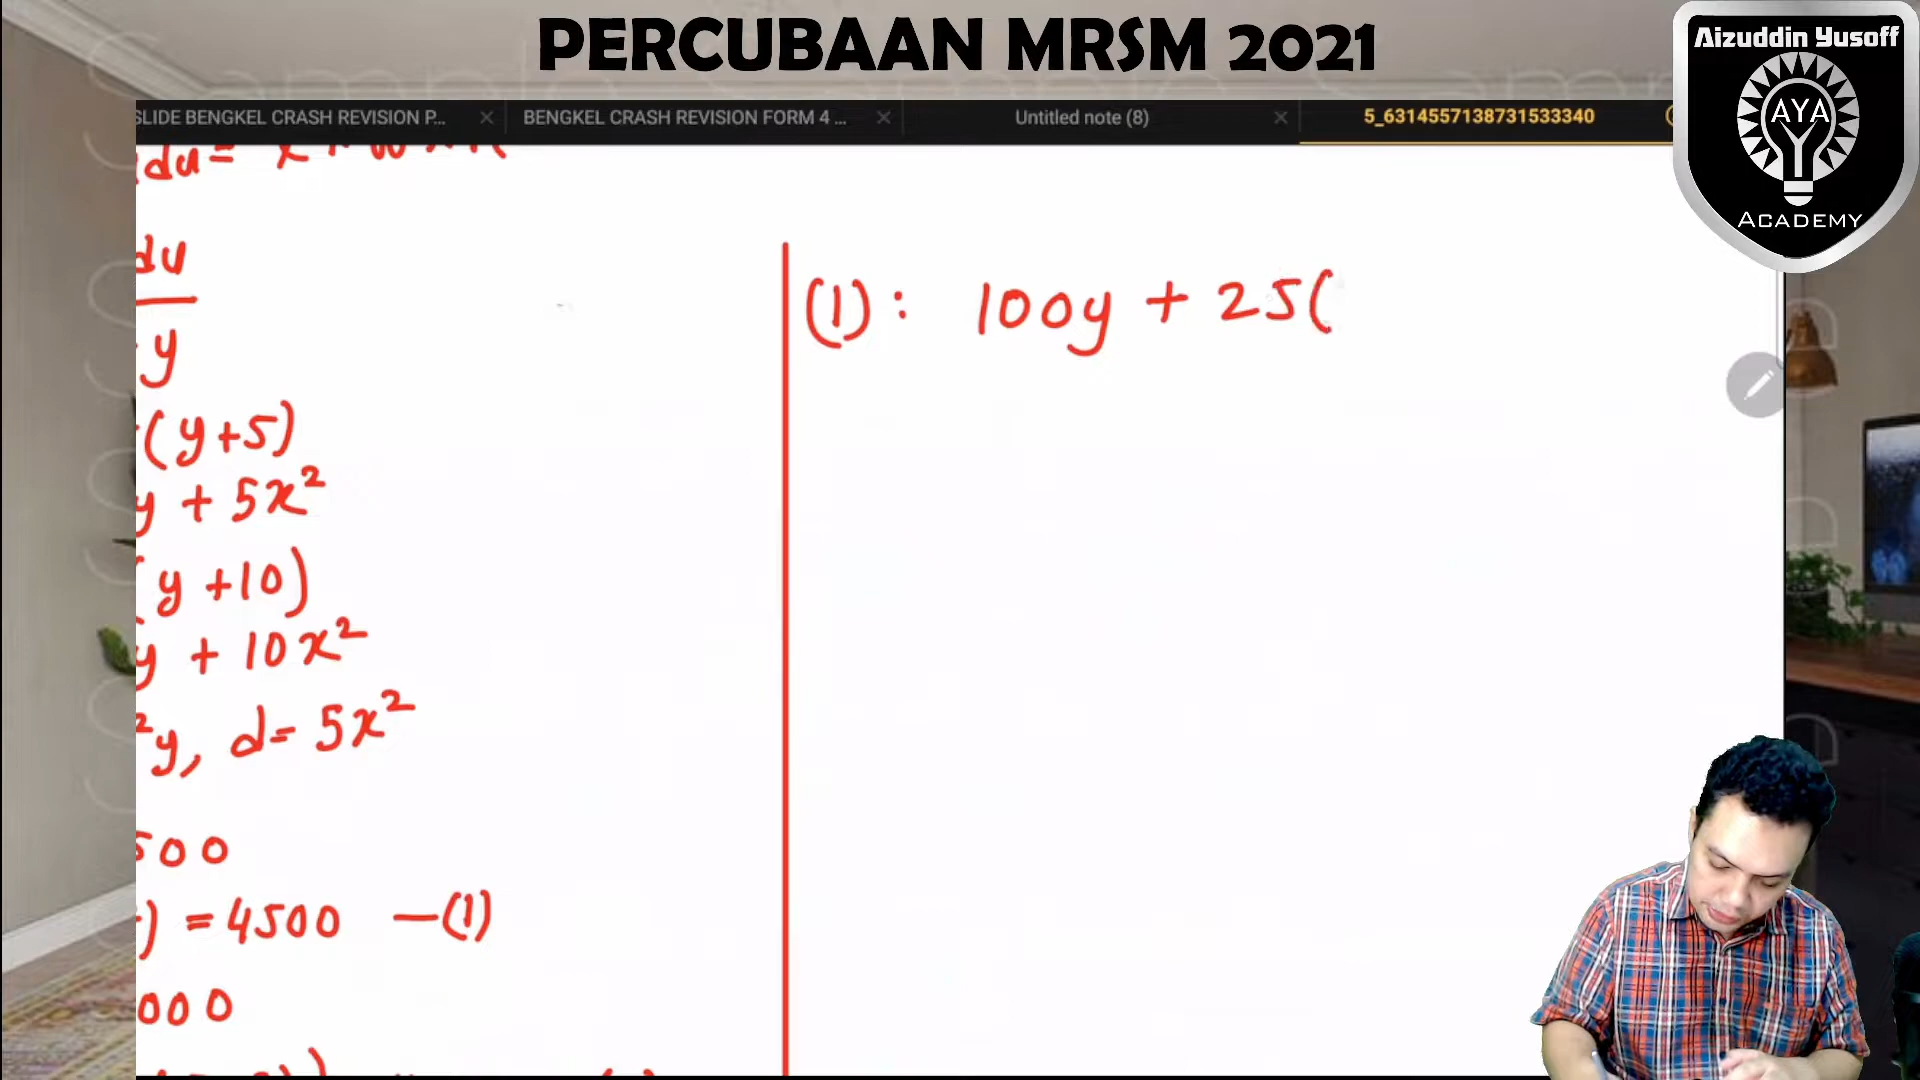 PERCUBAAN MRSM 2021
Aizuddin Yusoff
AYA
ACADEMY
SLIDE BENGKEL CRASH REVISION P...
BENGKEL CRASH REVISION FORM 4 ...
Untitled note (8)
5_6314557138731533340
du
y
(y+5)
y + 5x²
(y +10)
y + 10x²
²y, d= 5x²
500
) = 4500 —(1)
000
(1): 100y + 25(